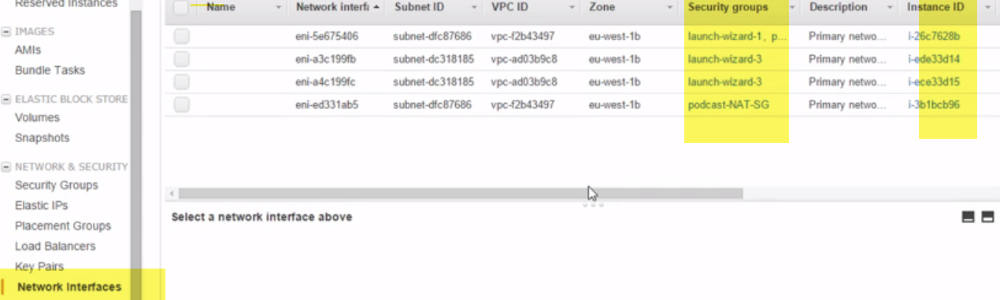 Reserved Instances
IMAGES
AMIs
Bundle Tasks
ELASTIC BLOCK STORE
Volumes
Snapshots
NETWORK & SECURITY
Security Groups
Elastic IPs
Placement Groups
Load Balancers
Key Pairs
Network Interfaces
Name Network interfa Subnet ID VPC ID Zone Security groups Description Instance ID
eni-5e675406 subnet-dfc87686 vpc-f2b43497 eu-west-1b launch-wizard-1, p... Primary netwo... i-26c7628b
eni-a3c199fb subnet-dc318185 vpc-ad03b9c8 eu-west-1b launch-wizard-3 Primary netwo... i-ede33d14
eni-a4c199fc subnet-dc318185 vpc-ad03b9c8 eu-west-1b launch-wizard-3 Primary netwo... i-ece33d15
eni-ed331ab5 subnet-dfc87686 vpc-f2b43497 eu-west-1b podcast-NAT-SG Primary netwo... i-3b1bcb96
Select a network interface above